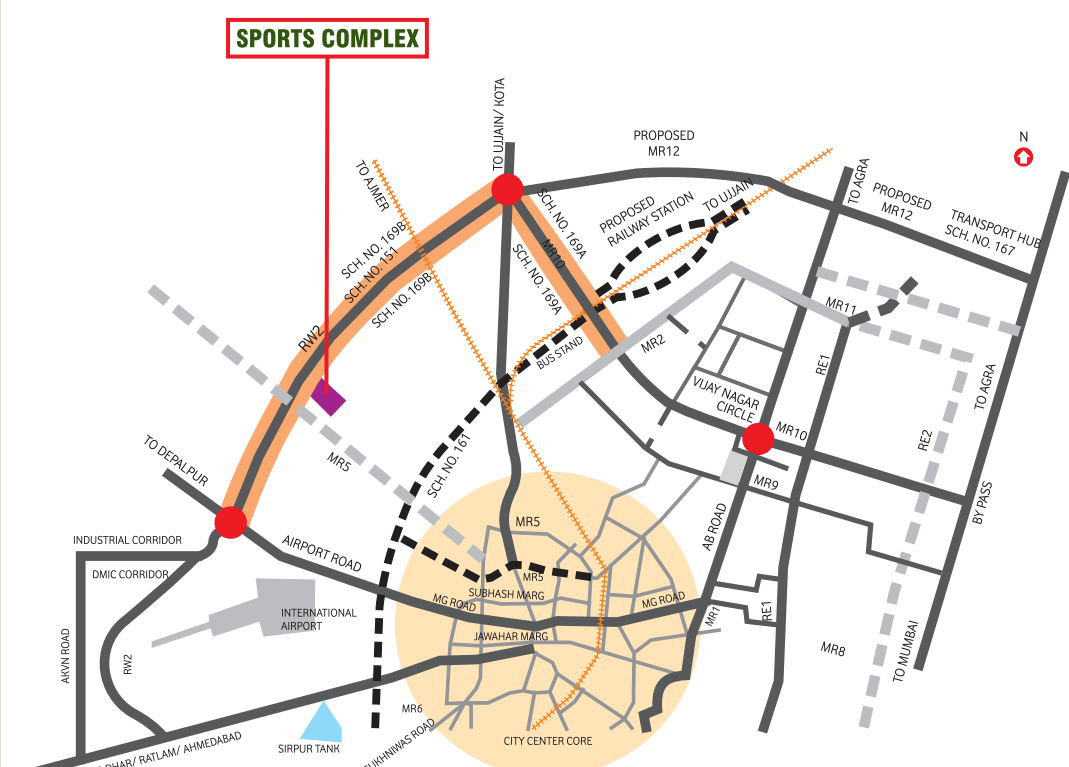 SPORTS COMPLEX
TO UJJAIN/ KOTA
PROPOSED
MR12
N
TO AJMER
TO AGRA
PROPOSED
MR12
TRANSPORT HUB
SCH. NO. 167
SCH. NO. 169A
PROPOSED
RAILWAY STATION
TO UJJAIN
SCH. NO. 169B
SCH. NO. 151
SCH. NO. 169B
MR10
SCH. NO. 169A
MR11
RW2
BUS STAND
MR2
RE1
TO AGRA
VIJAY NAGAR
CIRCLE
MR10
RE2
TO DEPALPUR
MR5
SCH. NO. 161
MR9
BY PASS
MR5
AB ROAD
INDUSTRIAL CORRIDOR
AIRPORT ROAD
DMIC CORRIDOR
MR5
SUBHASH MARG
MG ROAD
MG ROAD
INTERNATIONAL
AIRPORT
MR1
RE1
JAWAHAR MARG
AKVN ROAD
RW2
MR8
TO MUMBAI
MR6
CITY CENTER CORE
SIRPUR TANK
DHAR/ RATLAM/ AHMEDABAD